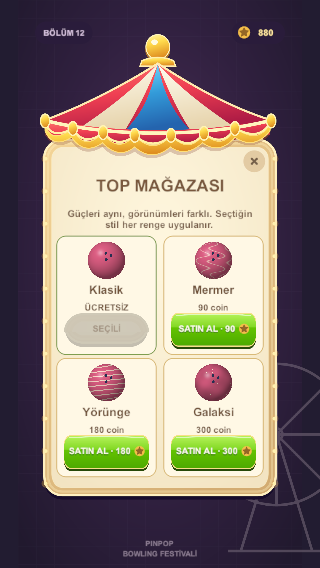 BÖLÜM 12
880
TOP MAĞAZASI
Güçleri aynı, görünümleri farklı. Seçtiğin
stil her renge uygulanır.
Klasik
ÜCRETSİZ
SEÇİLİ
Mermer
90 coin
SATIN AL · 90
Yörünge
180 coin
SATIN AL · 180
Galaksi
300 coin
SATIN AL · 300
PINPOP
BOWLING FESTİVALİ